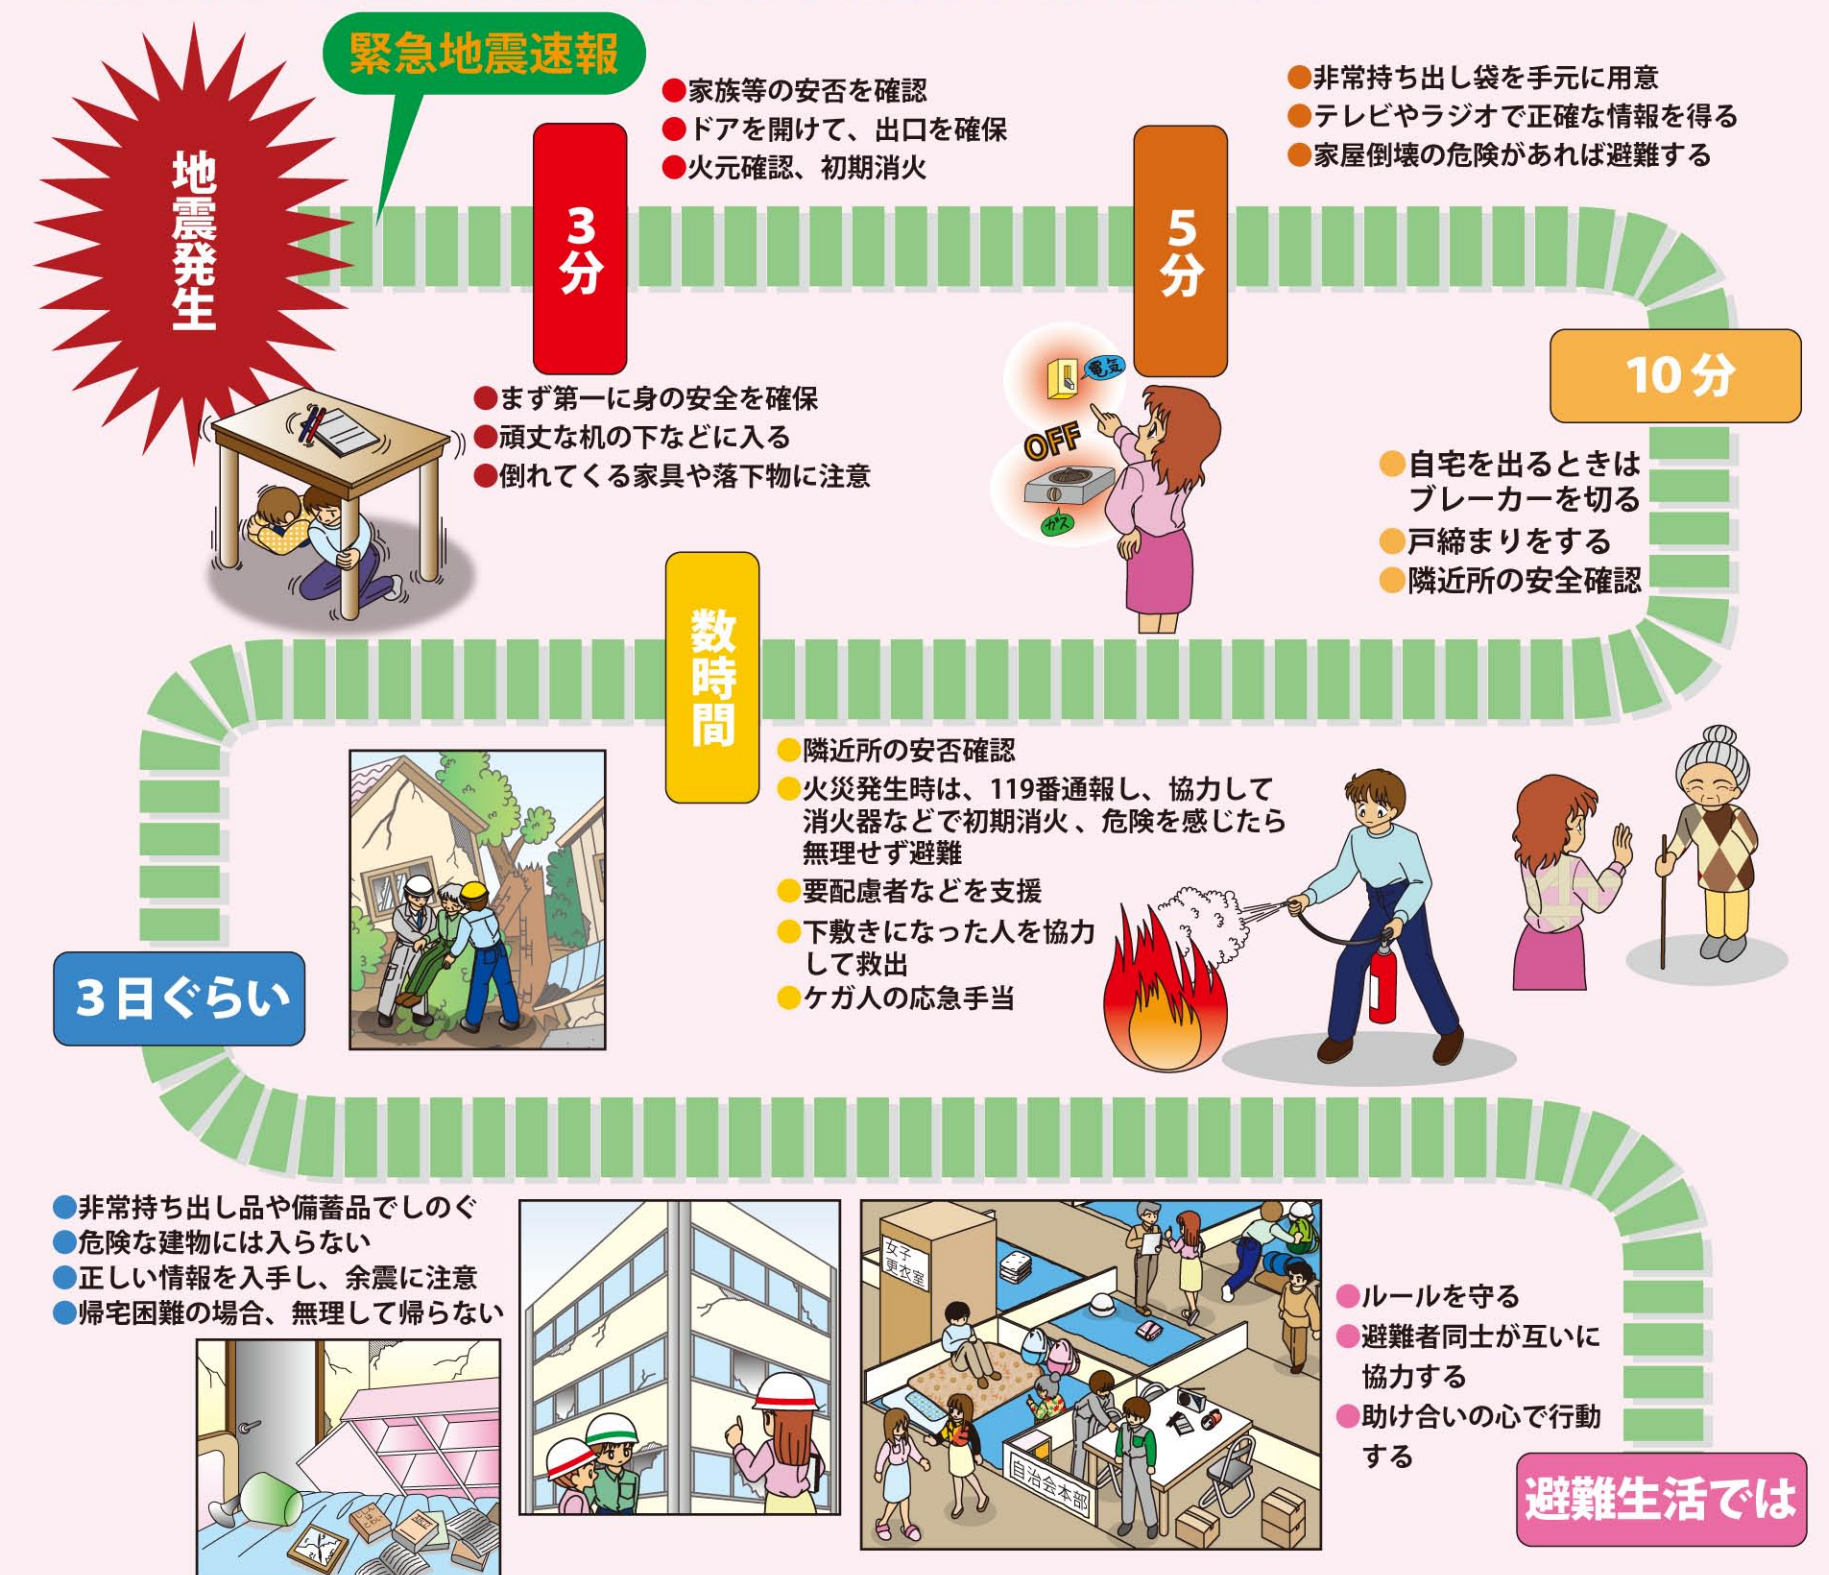 緊急地震速報
地震発生
●まず第一に身の安全を確保
●頑丈な机の下などに入る
●倒れてくる家具や落下物に注意
3分
●家族等の安否を確認
●ドアを開けて、出口を確保
●火元確認、初期消火
5分
●非常持ち出し袋を手元に用意
●テレビやラジオで正確な情報を得る
●家屋倒壊の危険があれば避難する
電気
OFF
ガス
10分
●自宅を出るときは
ブレーカーを切る
●戸締まりをする
●隣近所の安全確認
数時間
●隣近所の安否確認
●火災発生時は、119番通報し、協力して
消火器などで初期消火、危険を感じたら
無理せず避難
●要配慮者などを支援
●下敷きになった人を協力
して救出
●ケガ人の応急手当
3日ぐらい
●非常持ち出し品や備蓄品でしのぐ
●危険な建物には入らない
●正しい情報を入手し、余震に注意
●帰宅困難の場合、無理して帰らない
女子
更衣室
自治会本部
●ルールを守る
●避難者同士が互いに
協力する
●助け合いの心で行動
する
避難生活では